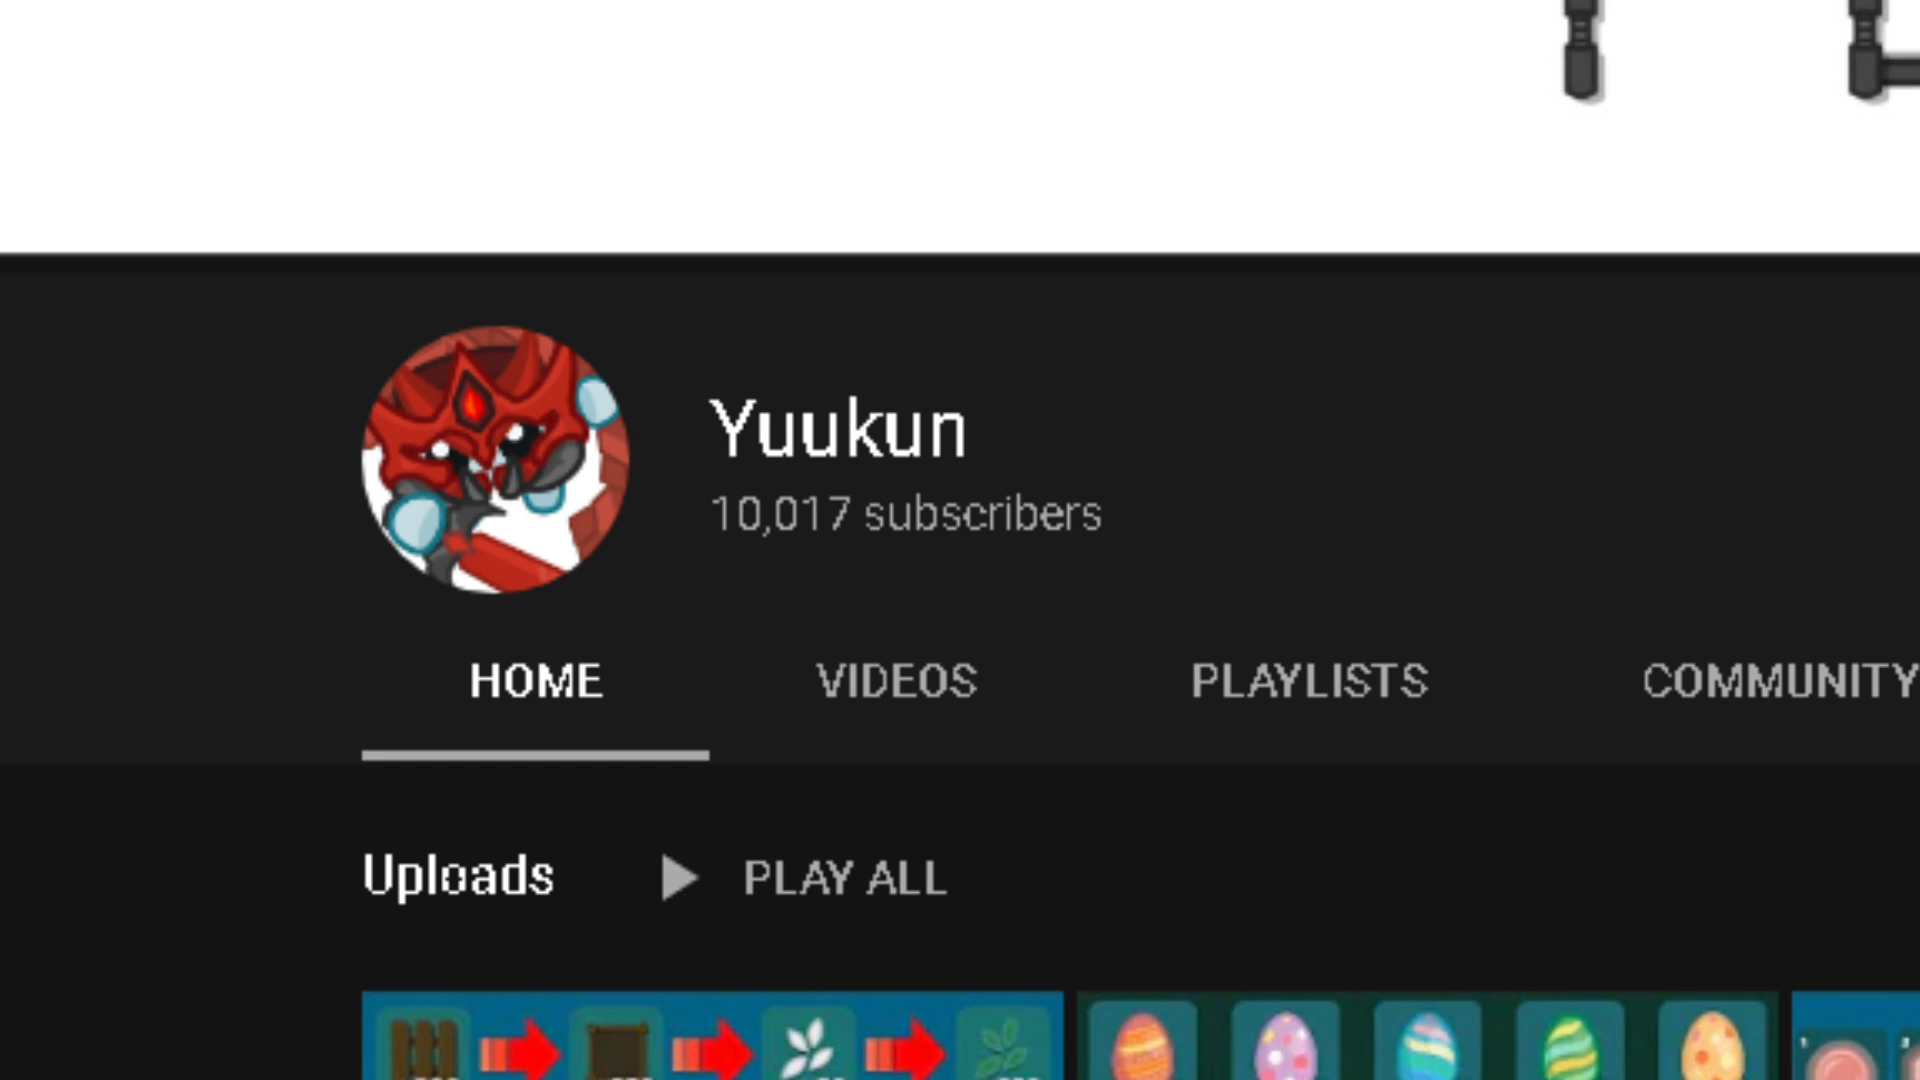 Yuukun
10,017 subscribers
HOME VIDEOS PLAYLISTS COMMUNITY
Uploads PLAY ALL